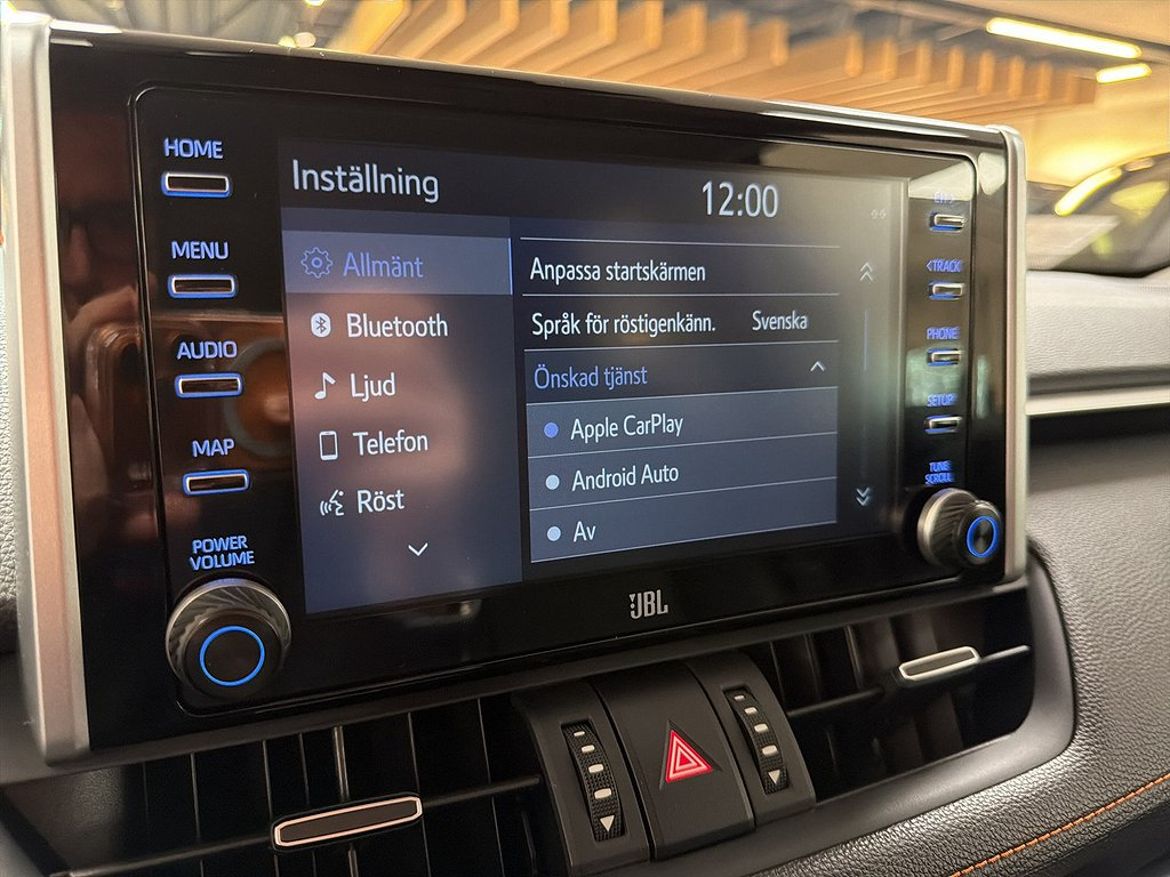 HOME
MENU
AUDIO
MAP
POWER
VOLUME
Inställning
12:00
Allmänt
Bluetooth
Ljud
Telefon
Röst
Anpassa startskärmen
Språk för röstigenkänn. Svenska
Önskad tjänst
Apple CarPlay
Android Auto
Av
<TRACK
PHONE
SETUP
TUNE
SCROLL
JBL